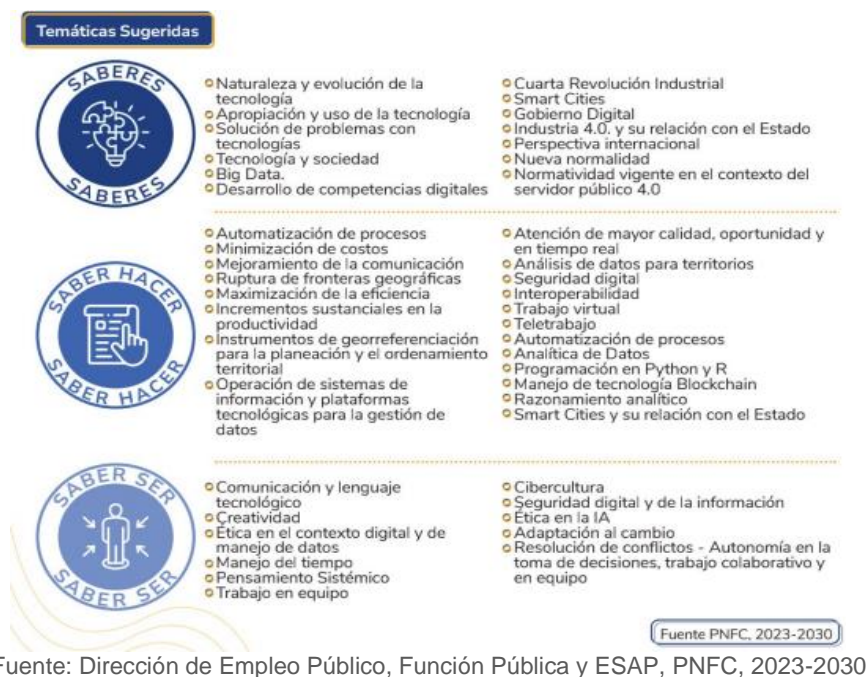 Temáticas Sugeridas
SABERES
SABERES
Naturaleza y evolución de la
tecnología
Apropiación y uso de la tecnología
Solución de problemas con
tecnologías
Tecnología y sociedad
Big Data.
Desarrollo de competencias digitales
Cuarta Revolución Industrial
Smart Cities
Gobierno Digital
Industria 4.0. y su relación con el Estado
Perspectiva internacional
Nueva normalidad
Normatividad vigente en el contexto del
servidor público 4.0
SABER HACER
SABER HACER
Automatización de procesos
Minimización de costos
Mejoramiento de la comunicación
Ruptura de fronteras geográficas
Maximización de la eficiencia
Incrementos sustanciales en la
productividad
Instrumentos de georreferenciación
para la planeación y el ordenamiento
territorial
Operación de sistemas de
información y plataformas
tecnológicas para la gestión de
datos
Atención de mayor calidad, oportunidad y
en tiempo real
Análisis de datos para territorios
Seguridad digital
Interoperabilidad
Trabajo virtual
Teletrabajo
Automatización de procesos
Analítica de Datos
Programación en Python y R
Manejo de tecnología Blockchain
Razonamiento analítico
Smart Cities y su relación con el Estado
SABER SER
SABER SER
Comunicación y lenguaje
tecnológico
Creatividad
Ética en el contexto digital y de
manejo de datos
Manejo del tiempo
Pensamiento Sistémico
Trabajo en equipo
Cibercultura
Seguridad digital y de la información
Ética en la IA
Adaptación al cambio
Resolución de conflictos - Autonomía en la
toma de decisiones, trabajo colaborativo y
en equipo
Fuente PNFC, 2023-2030
Fuente: Dirección de Empleo Público, Función Pública y ESAP, PNFC, 2023-2030